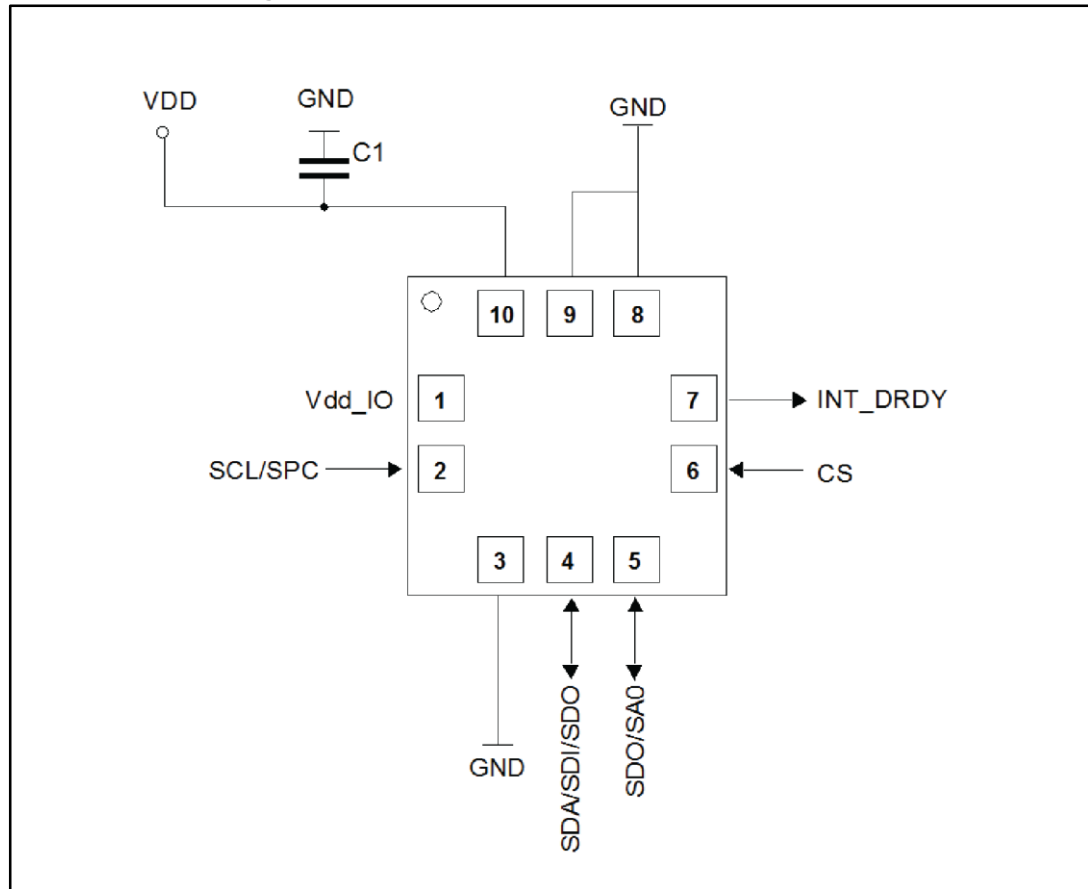 VDD
GND
C1
GND
10
9
8
Vdd_IO
1
7
INT_DRDY
SCL/SPC
2
6
CS
3
4
5
GND
SDA/SDI/SDO
SDO/SA0